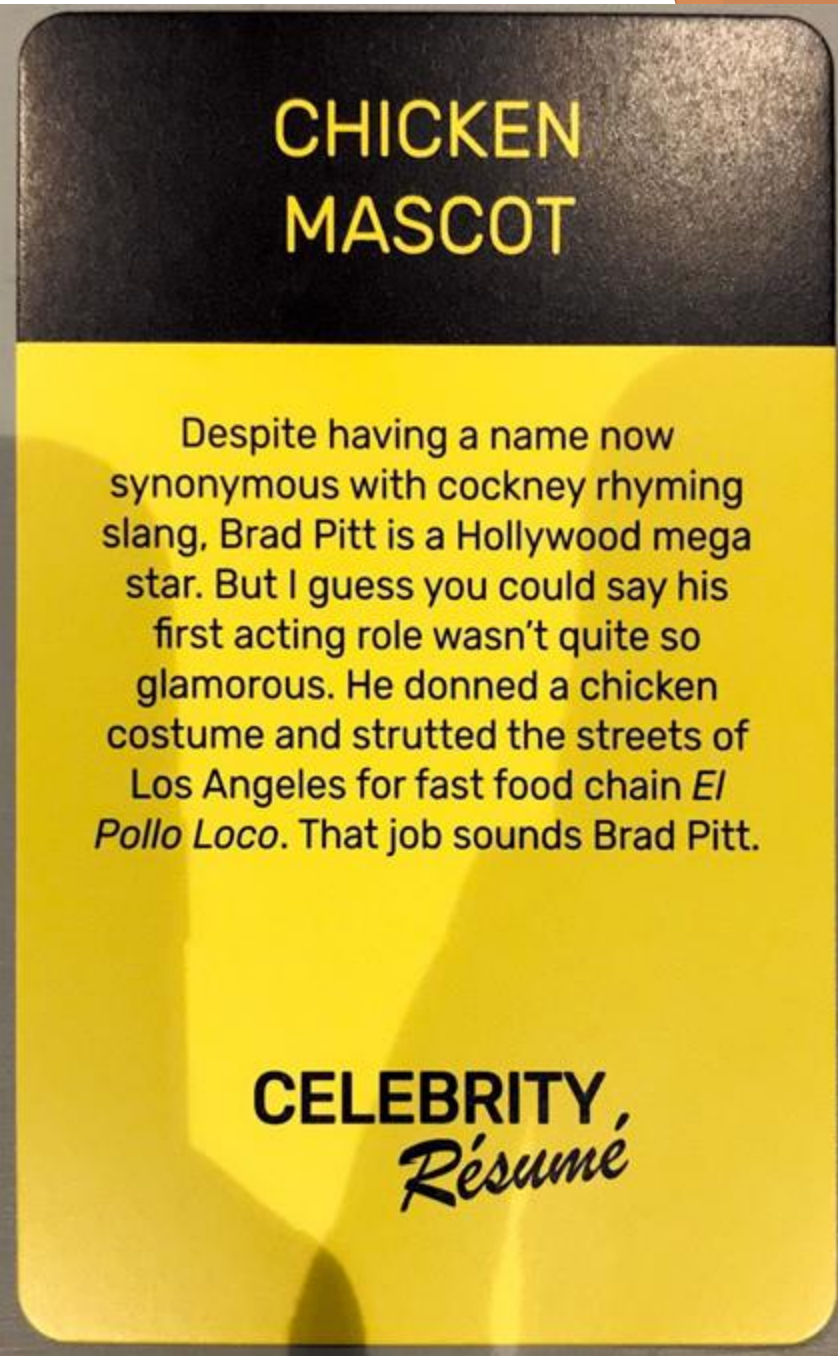 CHICKEN
MASCOT
Despite having a name now
synonymous with cockney rhyming
slang, Brad Pitt is a Hollywood mega
star. But I guess you could say his
first acting role wasn't quite so
glamorous. He donned a chicken
costume and strutted the streets of
Los Angeles for fast food chain El
Pollo Loco. That job sounds Brad Pitt.
CELEBRITY
Résumé